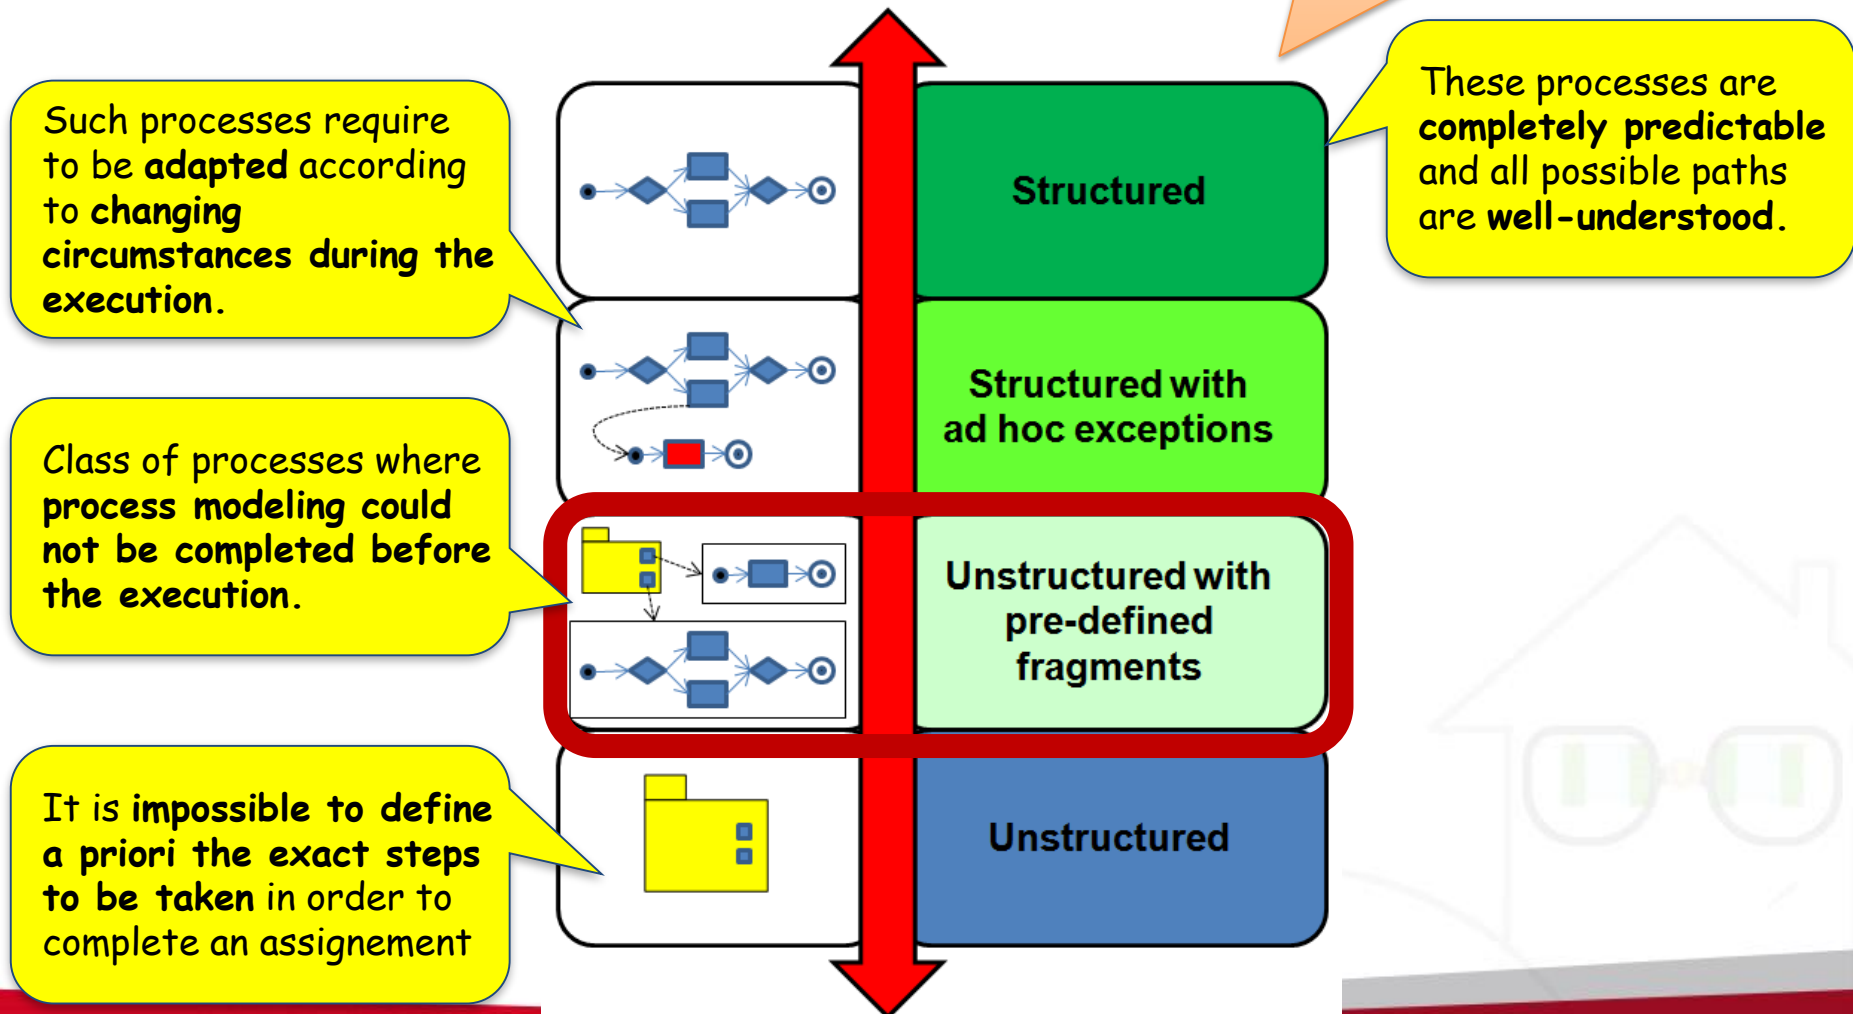 These processes are
completely predictable
and all possible paths
are well-understood.
Such processes require
to be adapted according
to changing
circumstances during the
execution.
Structured
Structured with
ad hoc exceptions
Class of processes where
process modeling could
not be completed before
the execution.
Unstructured with
pre-defined
fragments
It is impossible to define
a priori the exact steps
to be taken in order to
complete an assignement
Unstructured